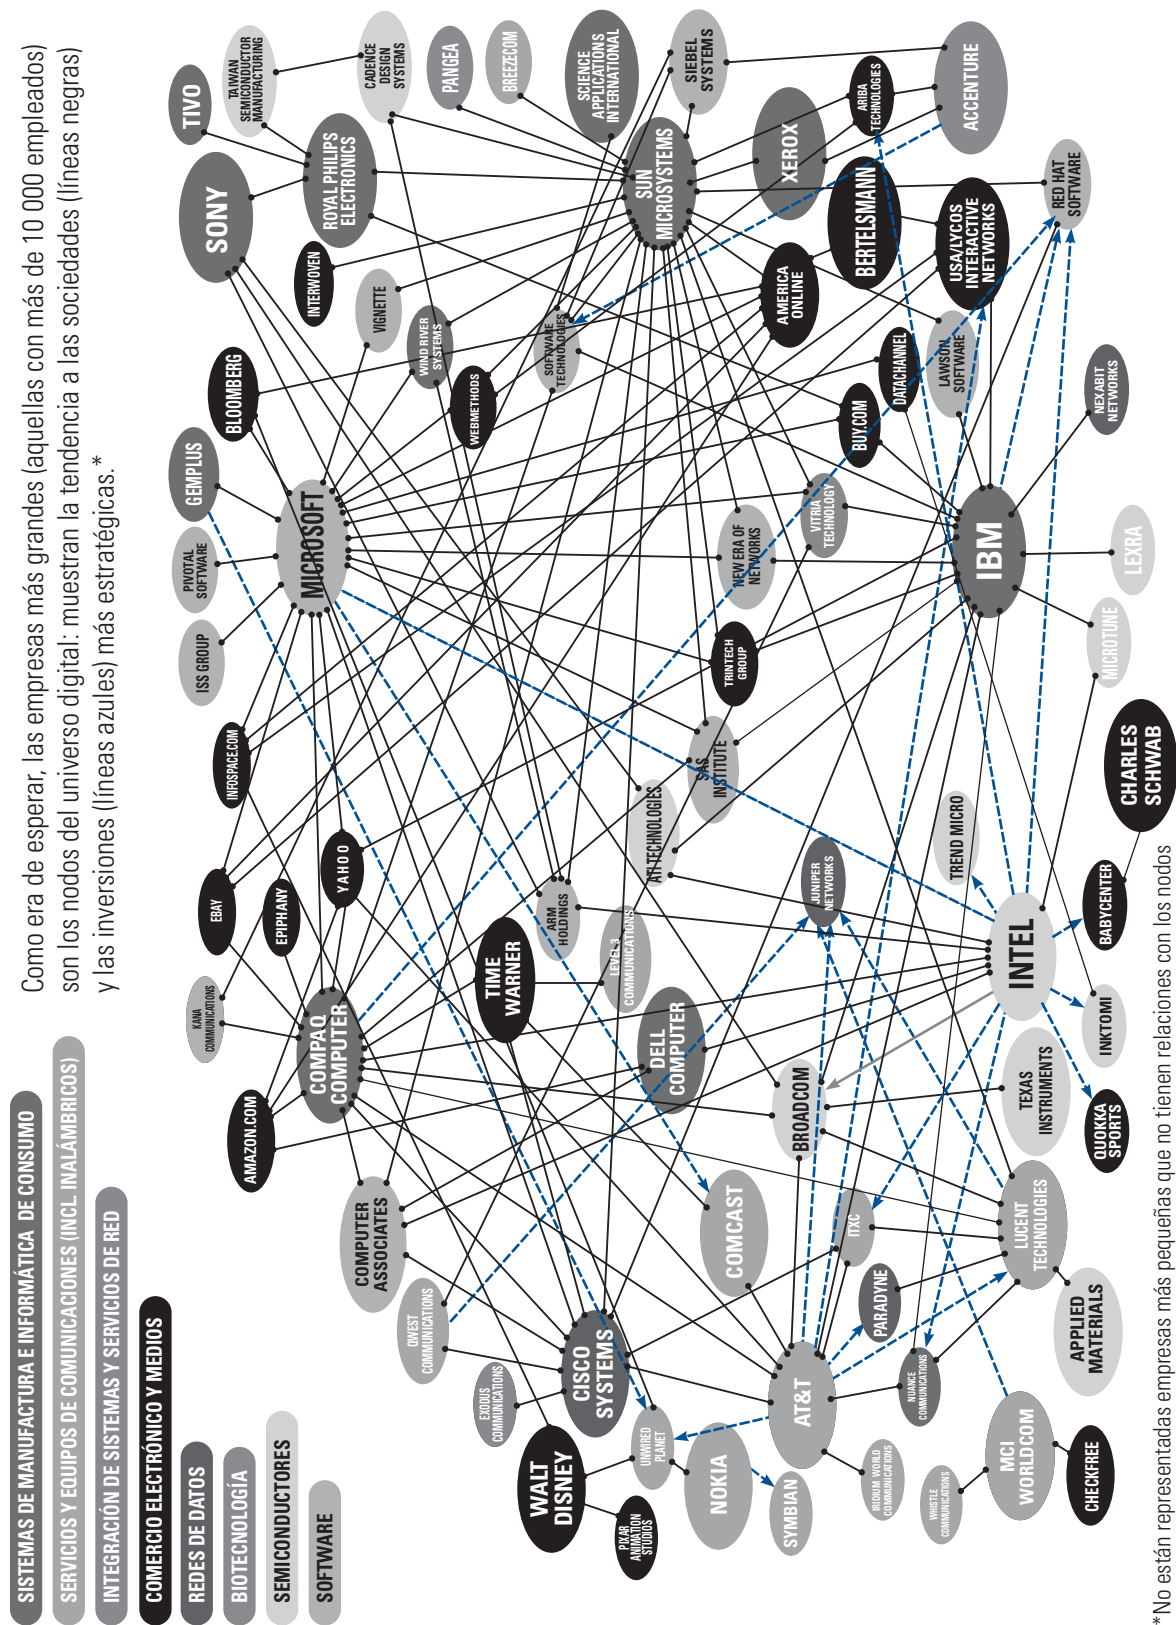 Como era de esperar, las empresas más grandes (aquellas con más de 10 000 empleados)
son los nodos del universo digital: muestran la tendencia a las sociedades (líneas negras)
y las inversiones (líneas azules) más estratégicas.*
SISTEMAS DE MANUFACTURA E INFORMÁTICA DE CONSUMO
SERVICIOS Y EQUIPOS DE COMUNICACIONES (INCL. INALÁMBRICOS)
INTEGRACIÓN DE SISTEMAS Y SERVICIOS DE RED
COMERCIO ELECTRÓNICO Y MEDIOS
REDES DE DATOS
BIOTECNOLOGÍA
SEMICONDUCTORES
SOFTWARE
KANA
COMMUNICATIONS
EBAY
INFOSPACE.COM
ISS GROUP
PIVOTAL
SOFTWARE
GEMPLUS
SONY
TIVO
AMAZON.COM
EPIPHANY
BLOOMBERG
TAIWAN
SEMICONDUCTOR
MANUFACTURING
COMPAQ
COMPUTER
YAHOO
MICROSOFT
INTERWOVEN
ROYAL PHILIPS
ELECTRONICS
COMPUTER
ASSOCIATES
VIGNETTE
CADENCE
DESIGN
SYSTEMS
QWEST
COMMUNICATIONS
WIND RIVER
SYSTEMS
PANGEA
EXODUS
COMMUNICATIONS
TIME
WARNER
WEBMETHODS
BREEZECOM
WALT
DISNEY
CISCO
SYSTEMS
ARM
HOLDINGS
SOFTWARE
TECHNOLOGIES
SCIENCE
APPLICATIONS
INTERNATIONAL
PIXAR
ANIMATION
STUDIOS
UNWIRED
PLANET
LEVEL 3
COMMUNICATIONS
ATI TECHNOLOGIES
SUN
MICROSYSTEMS
DELL
COMPUTER
SAS
INSTITUTE
SIEBEL
SYSTEMS
NOKIA
COMCAST
TRINTECH
GROUP
NEW ERA OF
NETWORKS
AMERICA
ONLINE
XEROX
SYMBIAN
AT&T
BROADCOM
JUNIPER
NETWORKS
VITRIA
TECHNOLOGY
BUY.COM
BERTELSMANN
ARIBA
TECHNOLOGIES
ITXC
DATACHANNEL
IRIDIUM WORLD
COMMUNICATIONS
PARADYNE
NUANCE
COMMUNICATIONS
TREND MICRO
LAWSON
SOFTWARE
USA/LYCOS
INTERACTIVE
NETWORKS
ACCENTURE
WHISTLE
COMMUNICATIONS
MCI
WORLDCOM
LUCENT
TECHNOLOGIES
TEXAS
INSTRUMENTS
INTEL
IBM
RED HAT
SOFTWARE
CHECKFREE
APPLIED
MATERIALS
QUOKKA
SPORTS
INKTOMI
BABYCENTER
MICROTUNE
LEXRA
NEXABIT
NETWORKS
CHARLES
SCHWAB
*No están representadas empresas más pequeñas que no tienen relaciones con los nodos